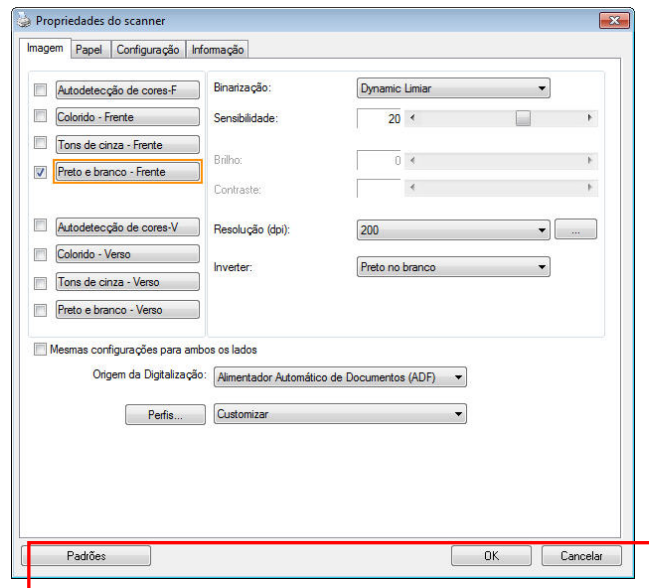 Propriedades do scanner
Imagem Papel Configuração Informação
Autodetecção de cores-F
Colorido - Frente
Tons de cinza - Frente
Preto e branco - Frente
Autodetecção de cores-V
Colorido - Verso
Tons de cinza - Verso
Preto e branco - Verso
Binarização: Dynamic Limiar
Sensibilidade: 20
Brilho: 0
Contraste:
Resolução (dpi): 200 ...
Inverter: Preto no branco
Mesmas configurações para ambos os lados
Origem da Digitalização: Alimentador Automático de Documentos (ADF)
Perfis... Customizar
Padrões OK Cancelar